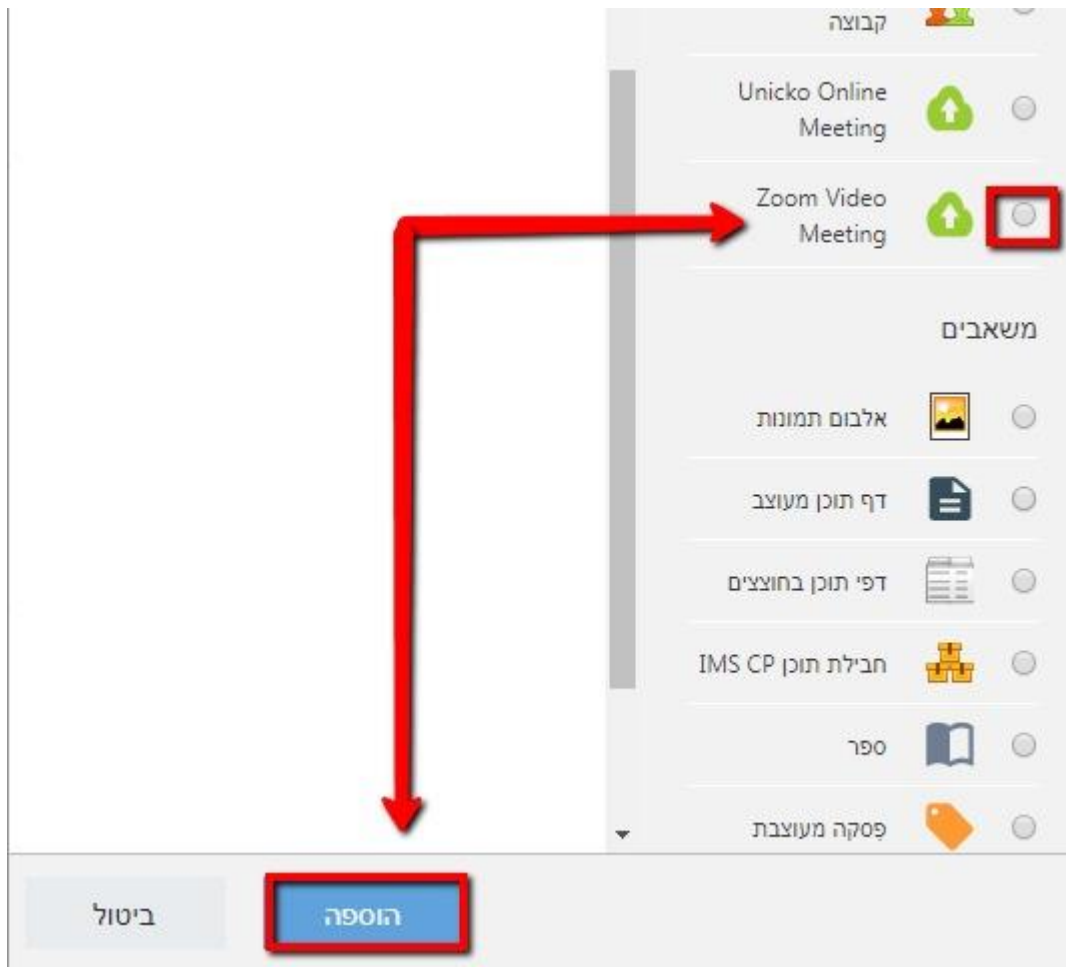 קבוצה
Unicko Online
Meeting
Zoom Video
Meeting
משאבים
אלבום תמונות
דף תוכן מעוצב
דפי תוכן בחוצצים
חבילת תוכן IMS CP
ספר
פִסקה מעוצבת
הוספה
ביטול